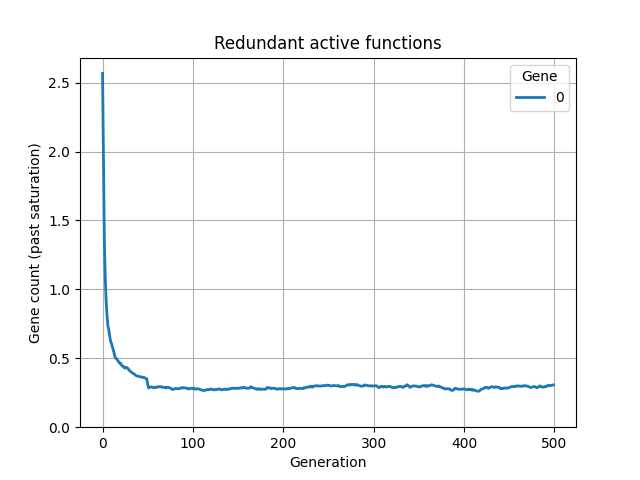 Redundant active functions
Gene count (past saturation)
2.5
2.0
1.5
1.0
0.5
0.0
0 100 200 300 400 500
Generation
Gene
0